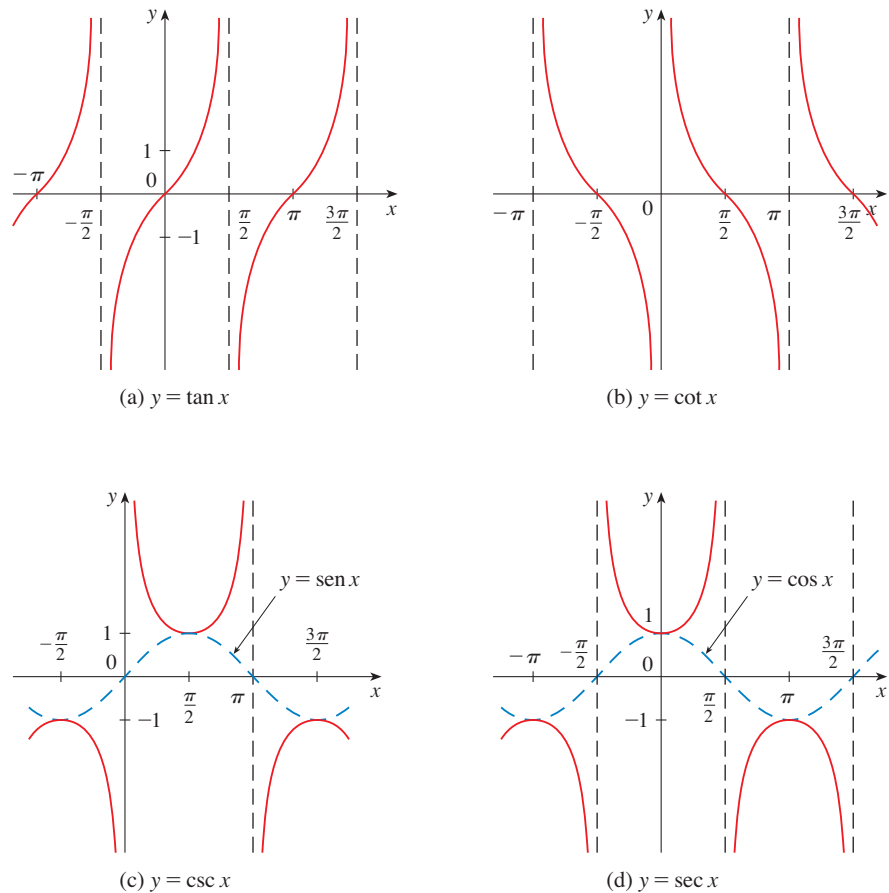 y
1
0
−π
−π/2
−1
π/2
π
3π/2
x
(a) y = tan x
y
0
−π
−π/2
π/2
π
3π/2
x
(b) y = cot x
y
y = sen x
−π/2
1
0
3π/2
π/2
π
x
−1
(c) y = csc x
y
y = cos x
1
−π
−π/2
0
3π/2
π/2
π
x
−1
(d) y = sec x